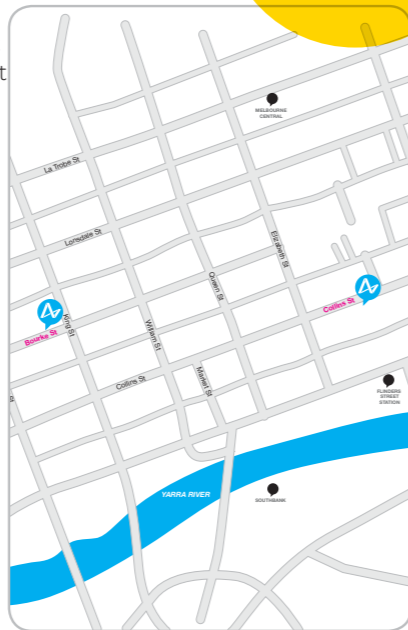 t
MELBOURNE
CENTRAL
La Trobe St
Lonsdale St
Elizabeth St
Queen St
Collins St
King St
William St
Bourke St
Market St
Collins St
FLINDERS
STREET
STATION
YARRA RIVER
SOUTHBANK